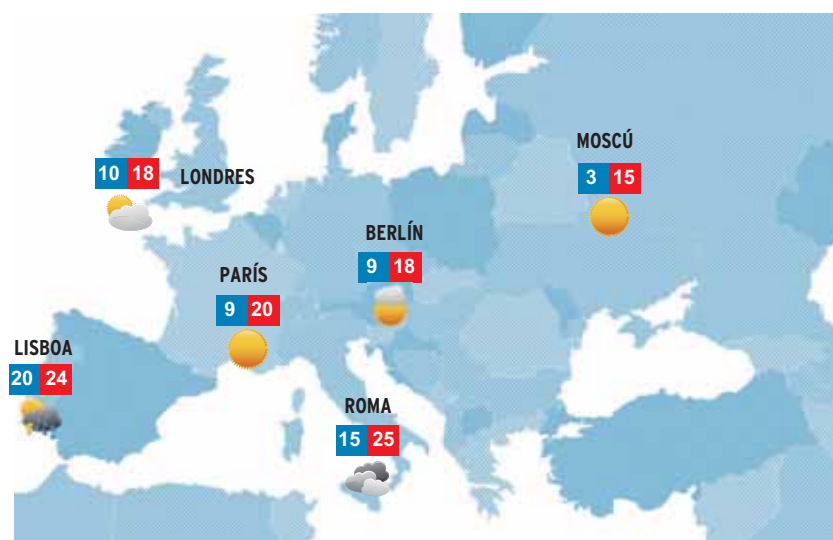 MOSCÚ
3 15
10 18 LONDRES
BERLÍN
9 18
PARÍS
9 20
LISBOA
20 24
ROMA
15 25